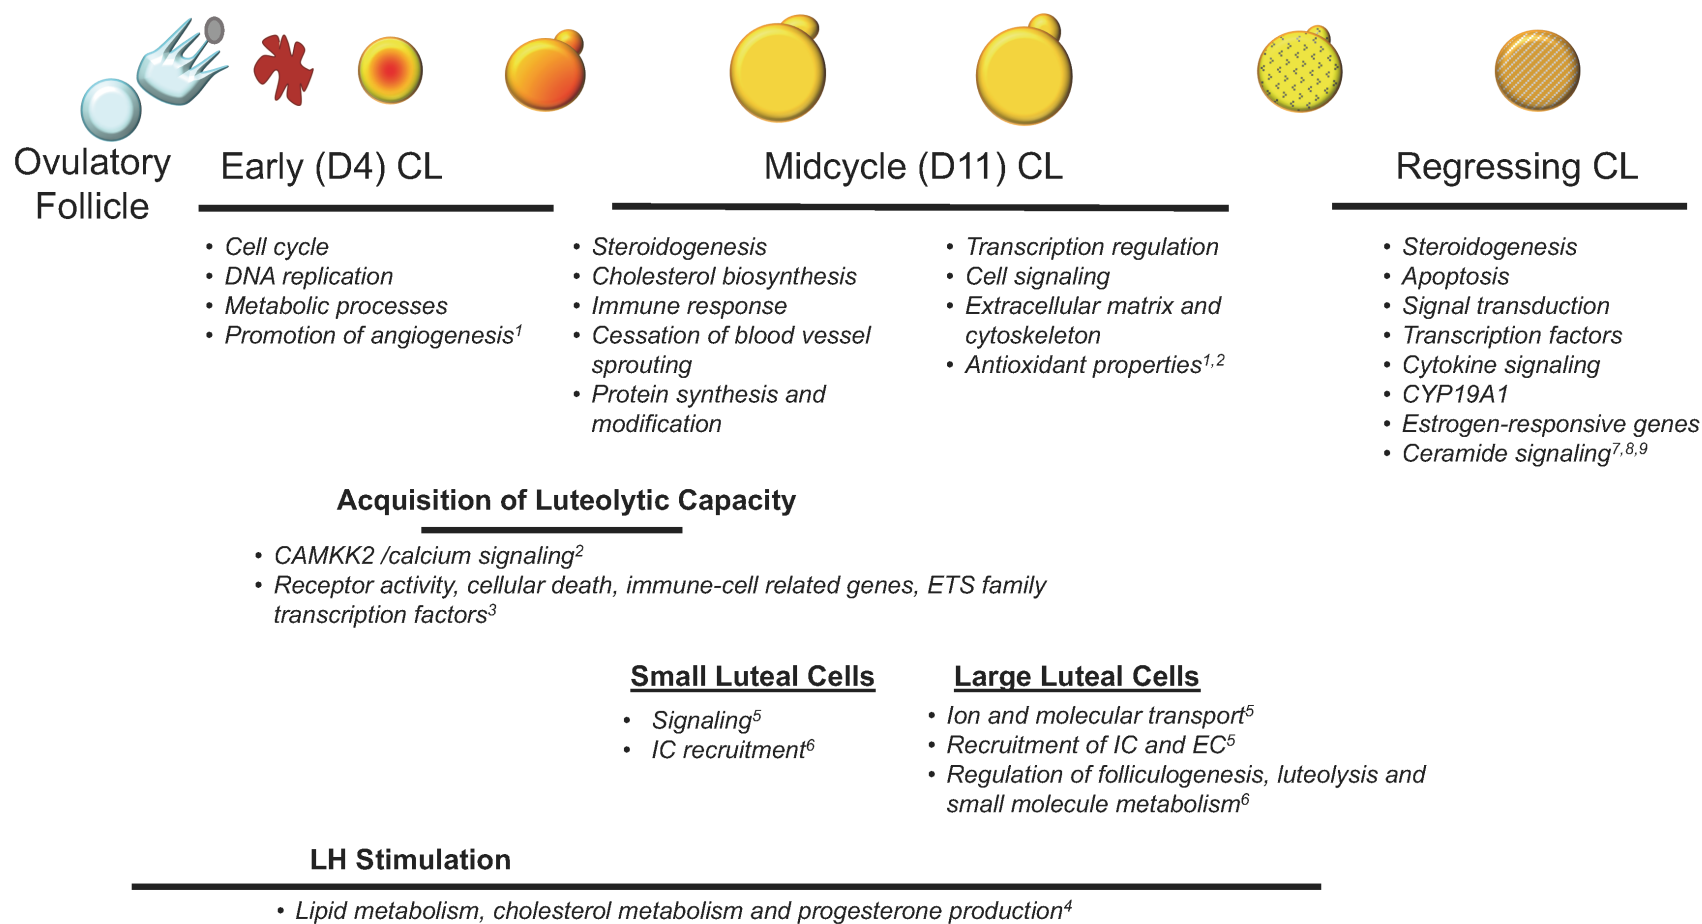 Ovulatory
Follicle
Early (D4) CL
• Cell cycle
• DNA replication
• Metabolic processes
• Promotion of angiogenesis1
Midcycle (D11) CL
• Steroidogenesis
• Cholesterol biosynthesis
• Immune response
• Cessation of blood vessel
sprouting
• Protein synthesis and
modification
• Transcription regulation
• Cell signaling
• Extracellular matrix and
cytoskeleton
• Antioxidant properties1,2
Regressing CL
• Steroidogenesis
• Apoptosis
• Signal transduction
• Transcription factors
• Cytokine signaling
• CYP19A1
• Estrogen-responsive genes
• Ceramide signaling7,8,9
Acquisition of Luteolytic Capacity
• CAMKK2 /calcium signaling2
• Receptor activity, cellular death, immune-cell related genes, ETS family
transcription factors3
Small Luteal Cells
• Signaling5
• IC recruitment6
Large Luteal Cells
• Ion and molecular transport5
• Recruitment of IC and EC5
• Regulation of folliculogenesis, luteolysis and
small molecule metabolism6
LH Stimulation
• Lipid metabolism, cholesterol metabolism and progesterone production4